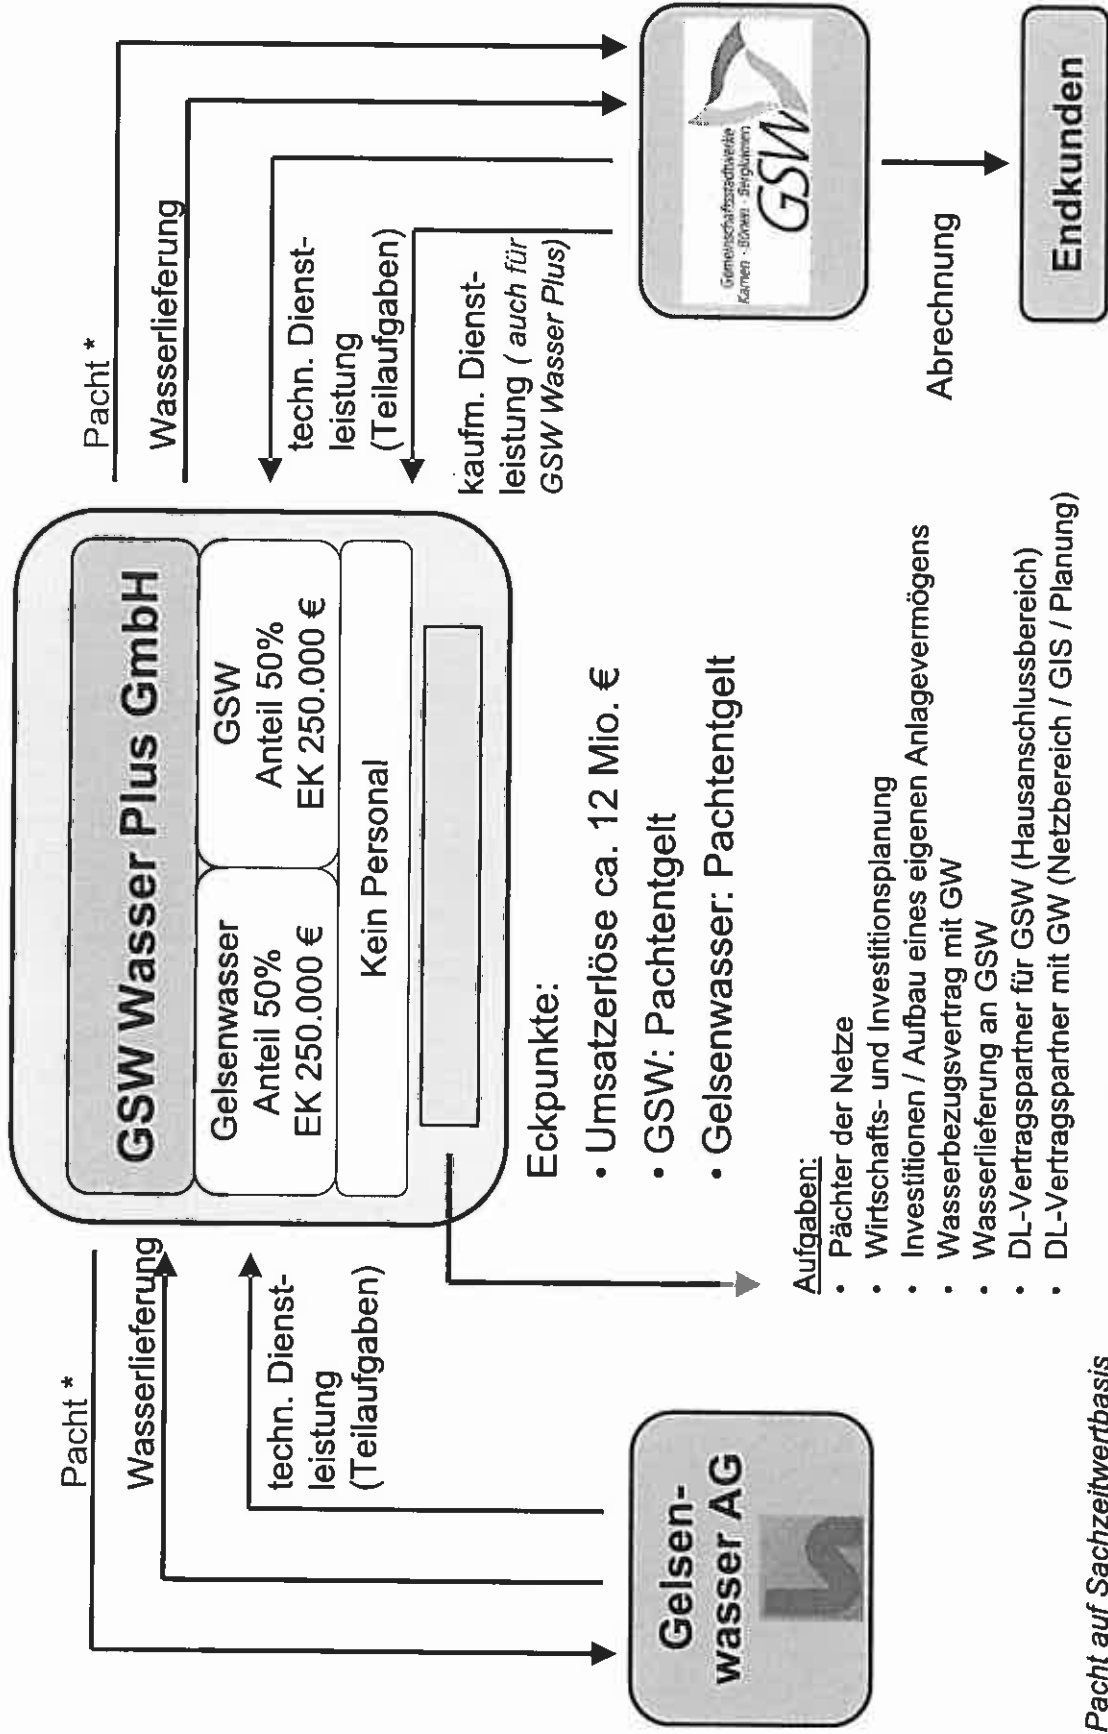 GSW Wasser Plus GmbH
Gelsenwasser
Anteil 50%
EK 250.000 €
GSW
Anteil 50%
EK 250.000 €
Kein Personal
Pacht *
Wasserlieferung
techn. Dienst-
leistung
(Teilaufgaben)
Gelsen-
wasser AG
Pacht *
Wasserlieferung
techn. Dienst-
leistung
(Teilaufgaben)
kaufm. Dienst-
leistung ( auch für
GSW Wasser Plus)
Gemeinschaftsstadtwerke
Kamen · Bönen · Bergkamen
GSW
Abrechnung
Endkunden
Eckpunkte:
• Umsatzerlöse ca. 12 Mio. €
• GSW: Pachtentgelt
• Gelsenwasser: Pachtentgelt
Aufgaben:
• Pächter der Netze
• Wirtschafts- und Investitionsplanung
• Investitionen / Aufbau eines eigenen Anlagevermögens
• Wasserbezugsvertrag mit GW
• Wasserlieferung an GSW
• DL-Vertragspartner für GSW (Hausanschlussbereich)
• DL-Vertragspartner mit GW (Netzbereich / GIS / Planung)
Pacht auf Sachzeitwertbasis